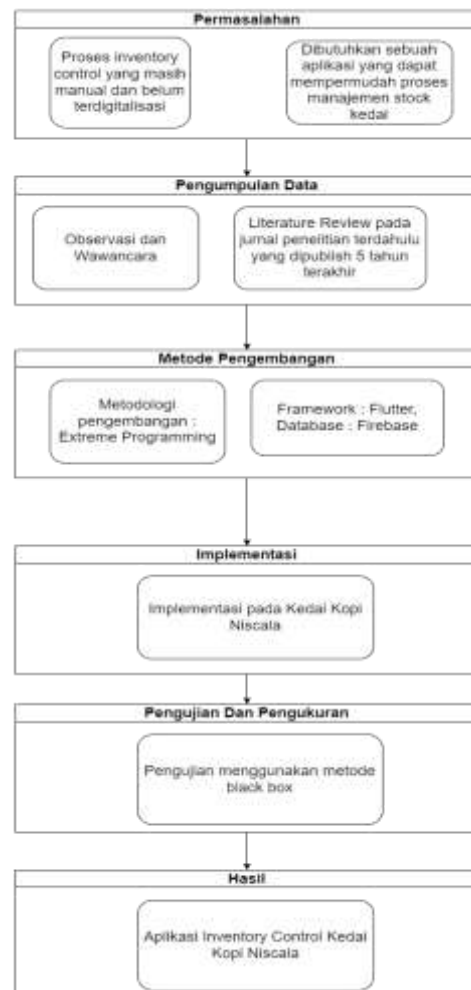 Permasalahan
Proses inventory
control yang masih
manual dan belum
terdigitalisasi
Dibutuhkan sebuah
aplikasi yang dapat
mempermudah proses
manajemen stock
kedai
Pengumpulan Data
Observasi dan
Wawancara
Literature Review pada
jurnal penelitian terdahulu
yang dipublish 5 tahun
terakhir
Metode Pengembangan
Metodologi
pengembangan :
Extreme Programming
Framework : Flutter,
Database : Firebase
Implementasi
Implementasi pada Kedai Kopi
Niscala
Pengujian Dan Pengukuran
Pengujian menggunakan metode
black box
Hasil
Aplikasi Inventory Control Kedai
Kopi Niscala